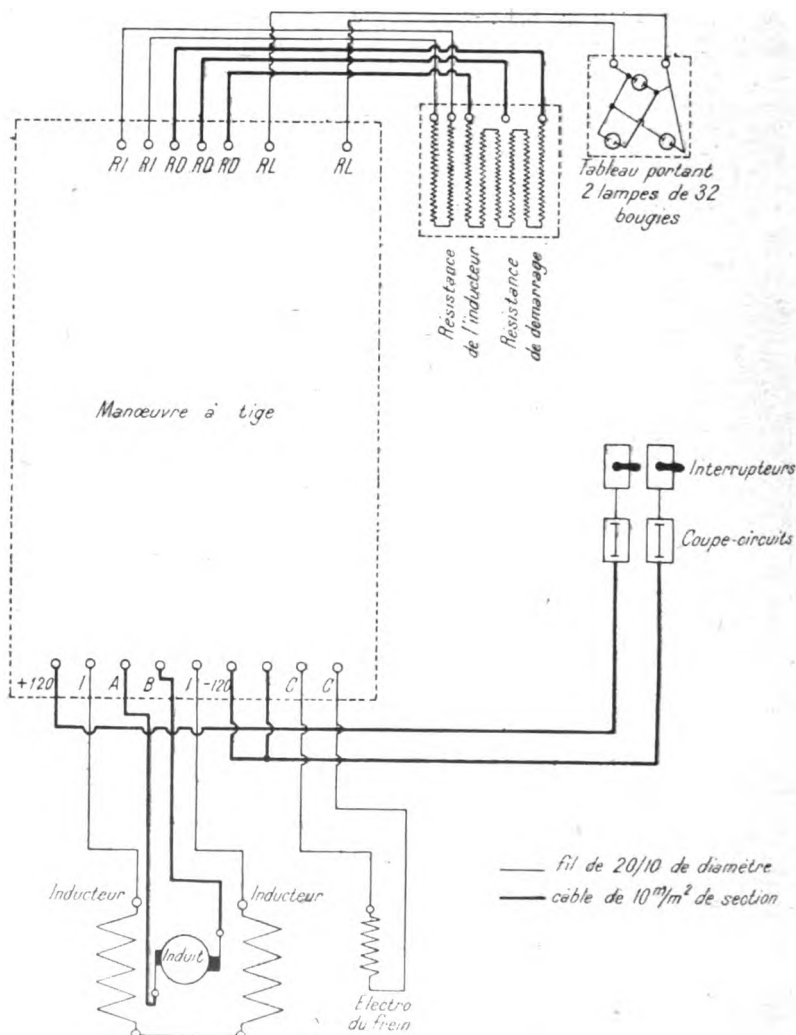 RI RI RD RD RD RL RL
Tableau portant
2 lampes de 32
bougies
Résistance
de l'inducteur
Résistance
de démarrage
Manœuvre à tige
Interrupteurs
Coupe-circuits
+120 I A B I -120 C C
fil de 20/10 de diamètre
câble de 10 m/m² de section
Inducteur
Inducteur
Induit
Electro
du frein